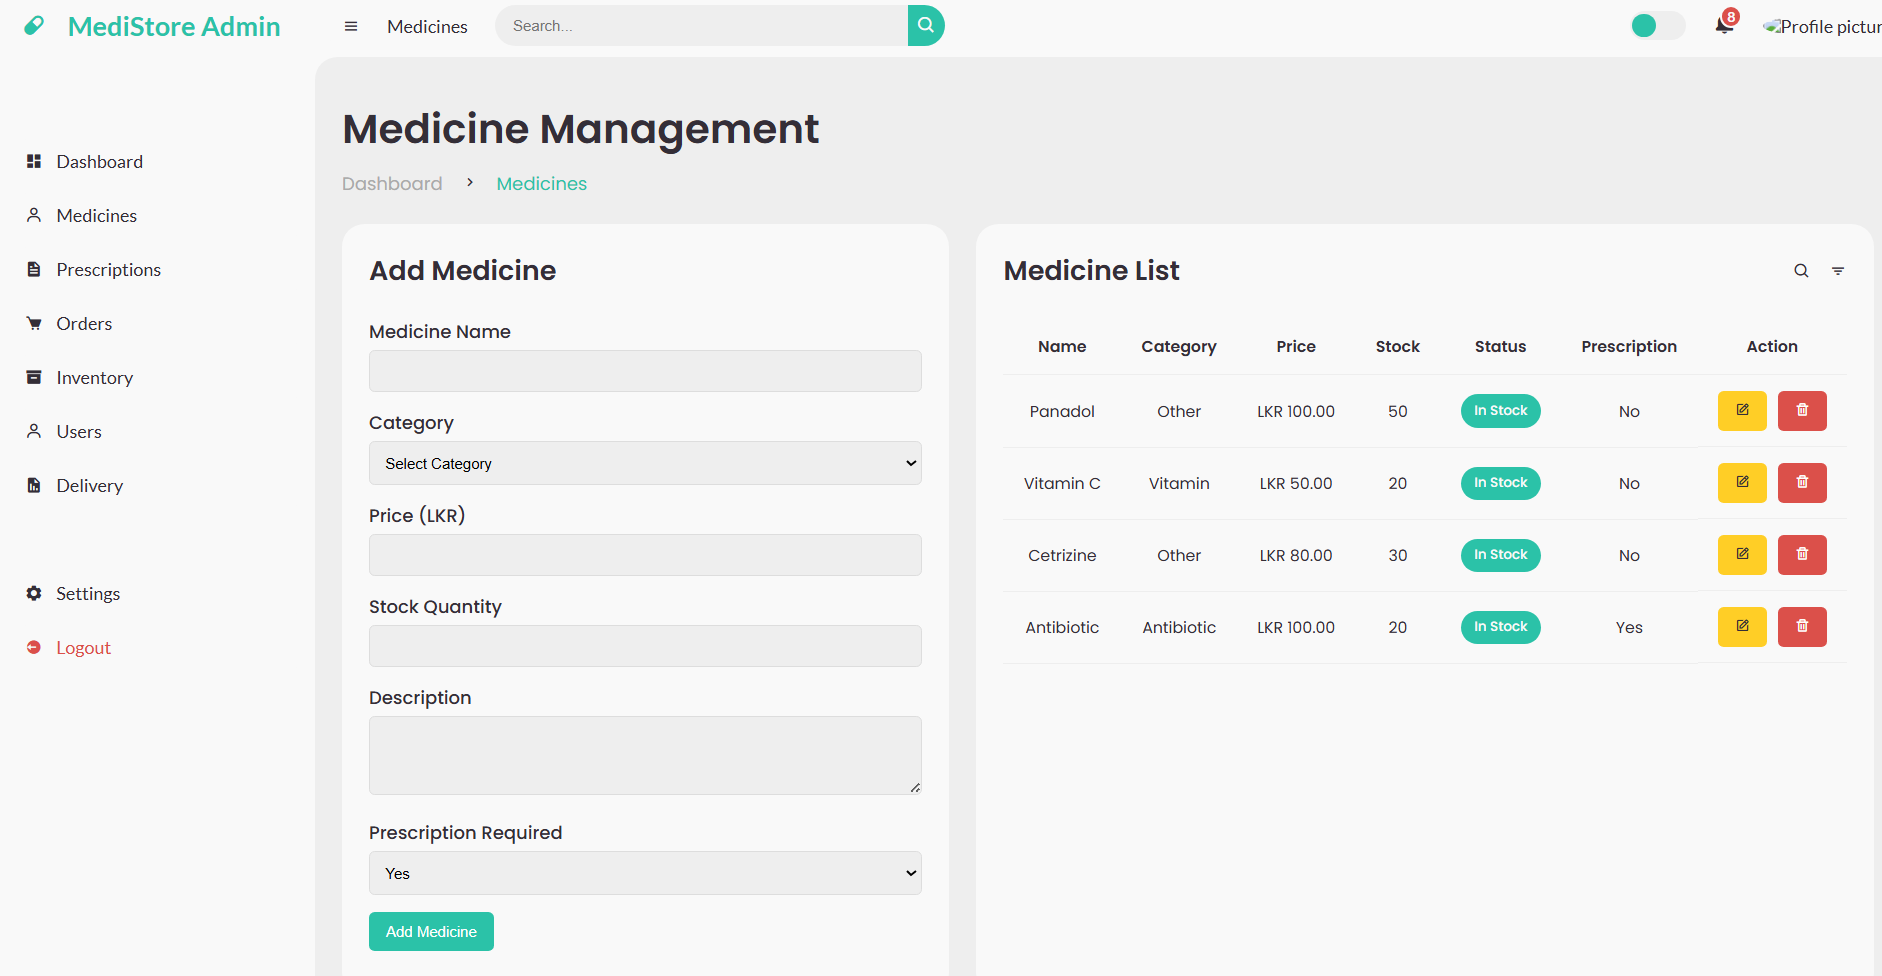 MediStore Admin
Medicines
Search...
8
Profile pictur
Dashboard
Medicines
Prescriptions
Orders
Inventory
Users
Delivery
Settings
Logout
Medicine Management
Dashboard > Medicines
Add Medicine
Medicine Name
Category
Select Category
Price (LKR)
Stock Quantity
Description
Prescription Required
Yes
Add Medicine
Medicine List
Name Category Price Stock Status Prescription Action
Panadol Other LKR 100.00 50 In Stock No
Vitamin C Vitamin LKR 50.00 20 In Stock No
Cetrizine Other LKR 80.00 30 In Stock No
Antibiotic Antibiotic LKR 100.00 20 In Stock Yes